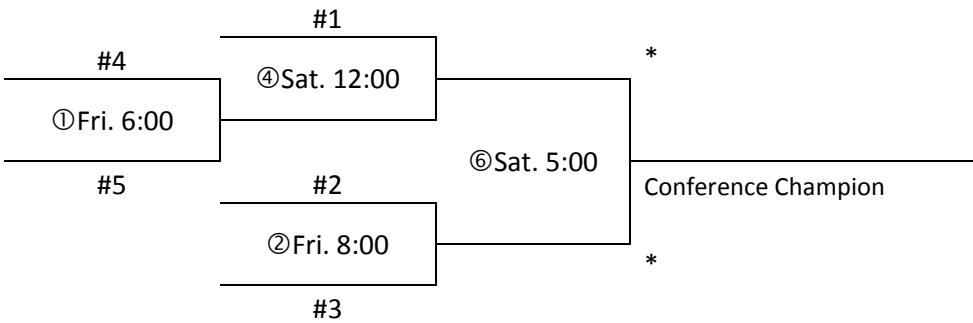 #1
*
#4
④Sat. 12:00
①Fri. 6:00
⑥Sat. 5:00
#5
#2
Conference Champion
②Fri. 8:00
*
#3